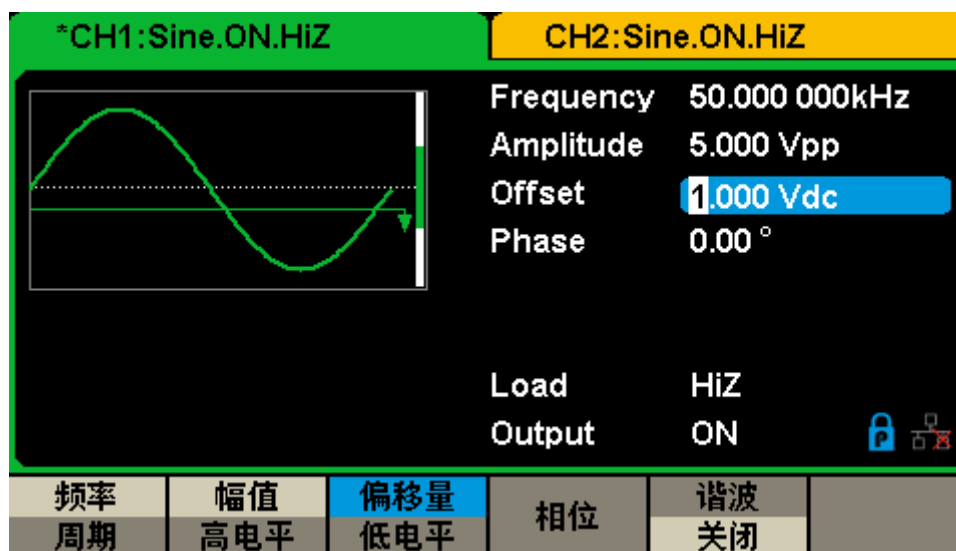 *CH1:Sine.ON.HiZ
CH2:Sine.ON.HiZ
Frequency 50.000 000kHz
Amplitude 5.000 Vpp
Offset 1.000 Vdc
Phase 0.00 °
Load HiZ
Output ON
P
频率 幅值 偏移量 相位 谐波
周期 高电平 低电平 关闭